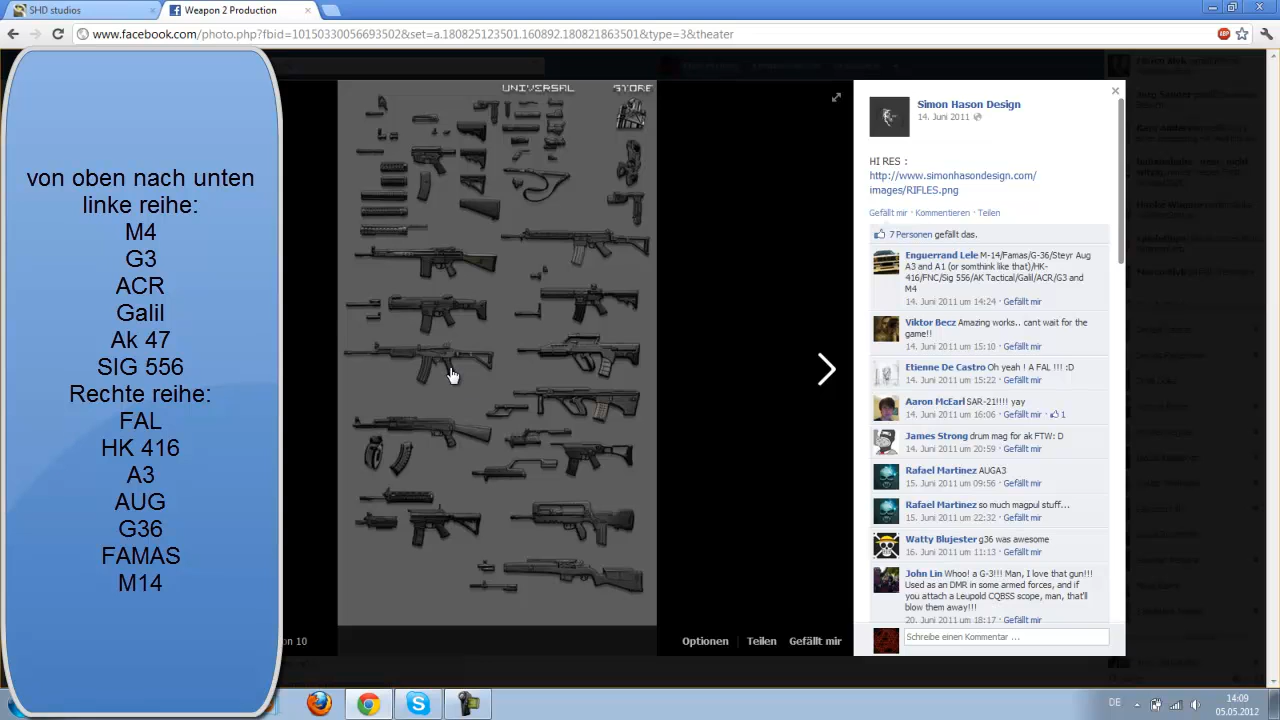 SHD studios
Weapon 2 Production
www.facebook.com/photo.php?fbid=10150330056693502&set=a.180825123501.160892.180821863501&type=3&theater
von oben nach unten
linke reihe:
M4
G3
ACR
Galil
Ak 47
SIG 556
Rechte reihe:
FAL
HK 416
A3
AUG
G36
FAMAS
M14
on 10
UNIVERSAL STORE
Optionen
Teilen
Gefällt mir
Simon Hason Design
14. Juni 2011
HI RES :
http://www.simonhasondesign.com/
images/RIFLES.png
Gefällt mir · Kommentieren · Teilen
7 Personen gefällt das.
Enguerrand Lele M-14/Famas/G-36/Steyr Aug
A3 and A1 (or somthink like that)/HK-
416/FNC/Sig 556/AK Tactical/Galil/ACR/G3 and
M4
14. Juni 2011 um 14:24 · Gefällt mir
Viktor Becz Amazing works.. cant wait for the
game!!
14. Juni 2011 um 15:10 · Gefällt mir
Etienne De Castro Oh yeah ! A FAL !!! :D
14. Juni 2011 um 15:22 · Gefällt mir
Aaron McEarl SAR-21!!!! yay
14. Juni 2011 um 16:06 · Gefällt mir · 1
James Strong drum mag for ak FTW: D
14. Juni 2011 um 20:59 · Gefällt mir
Rafael Martinez AUGA3
15. Juni 2011 um 09:56 · Gefällt mir
Rafael Martinez so much magpul stuff...
15. Juni 2011 um 22:32 · Gefällt mir
Watty Blujester g36 was awesome
16. Juni 2011 um 11:13 · Gefällt mir
John Lin Whoo! a G-3!!! Man, I love that gun!!!
Used as an DMR in some armed forces, and if
you attach a Leupold CQBSS scope, man, that'll
blow them away!!!
20. Juni 2011 um 18:17 · Gefällt mir
Schreibe einen Kommentar ...
DE
14:09
05.05.2012